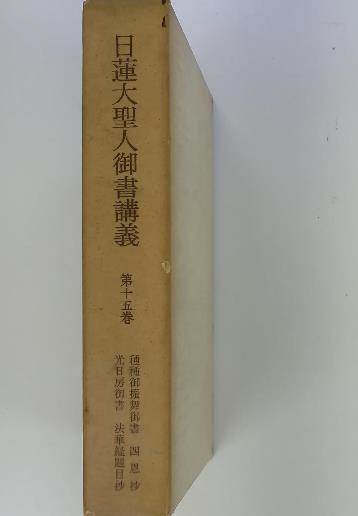 日蓮大聖人御書講義
第十五巻
種種御振舞御書 四恩抄
光日房御書 法華経題目抄